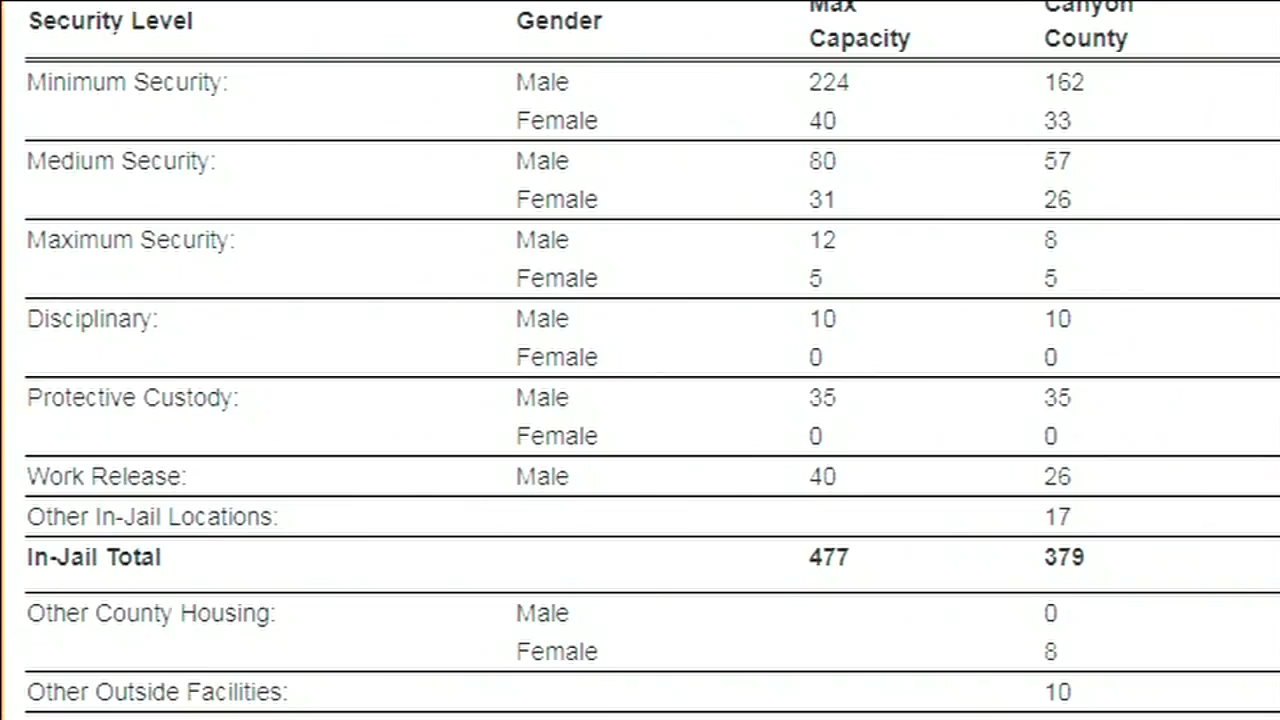 Security Level Gender Max Capacity Canyon County
Minimum Security: Male 224 162
Female 40 33
Medium Security: Male 80 57
Female 31 26
Maximum Security: Male 12 8
Female 5 5
Disciplinary: Male 10 10
Female 0 0
Protective Custody: Male 35 35
Female 0 0
Work Release: Male 40 26
Other In-Jail Locations: 17
In-Jail Total 477 379
Other County Housing: Male 0
Female 8
Other Outside Facilities: 10